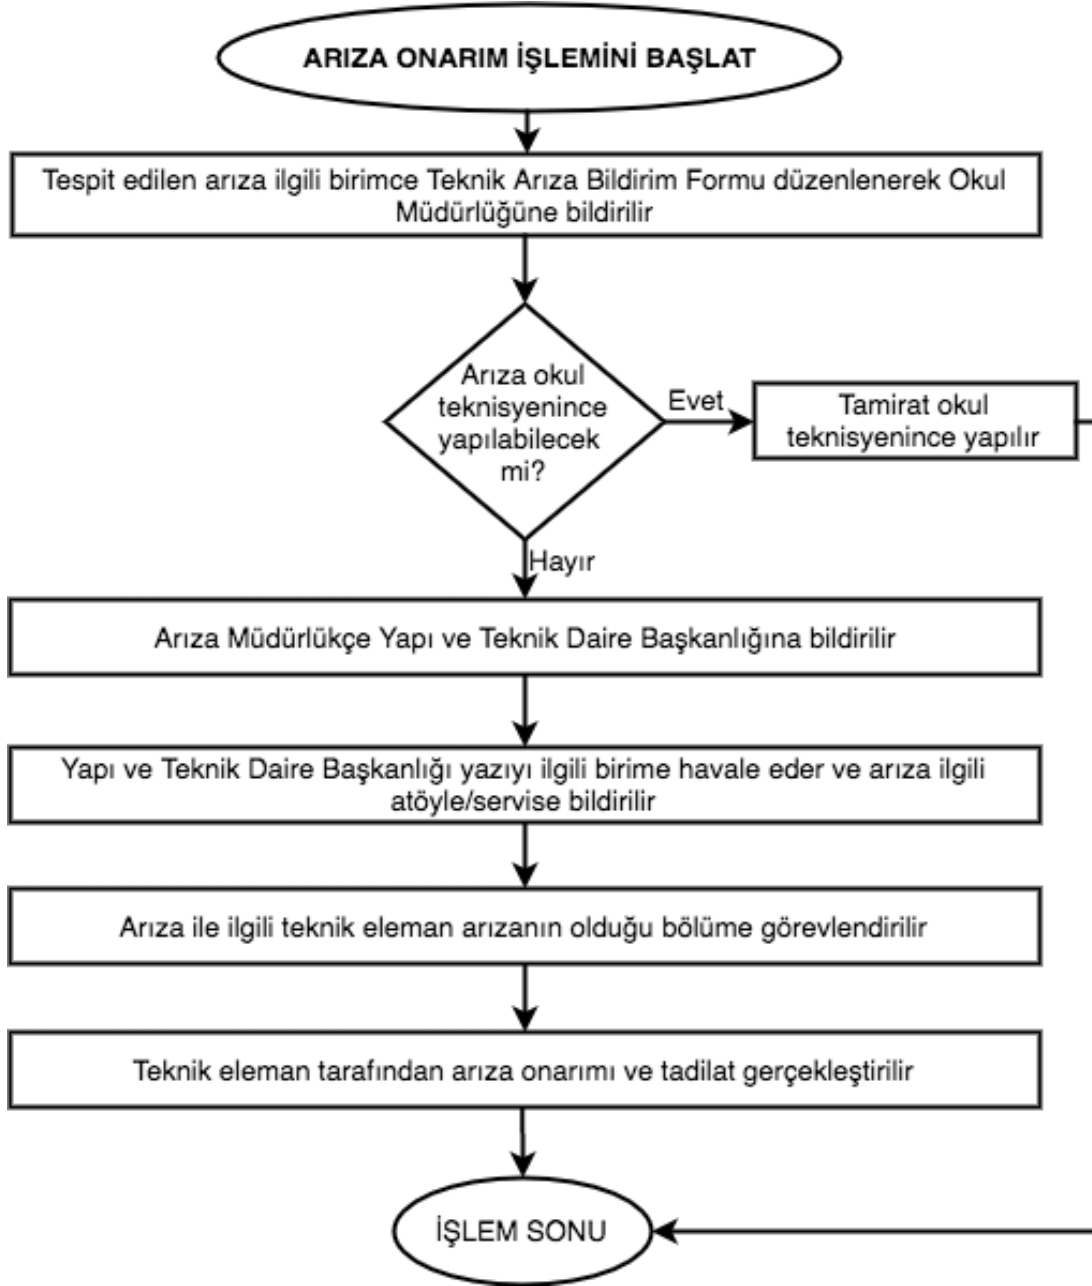 ARIZA ONARIM İŞLEMİNİ BAŞLAT
Tespit edilen arıza ilgili birimce Teknik Arıza Bildirim Formu düzenlenerek Okul
Müdürlüğüne bildirilir
Arıza okul
teknisyenince
yapılabilecek
mi?
Evet
Tamirat okul
teknisyenince yapılır
Hayır
Arıza Müdürlükçe Yapı ve Teknik Daire Başkanlığına bildirilir
Yapı ve Teknik Daire Başkanlığı yazıyı ilgili birime havale eder ve arıza ilgili
atöyle/servise bildirilir
Arıza ile ilgili teknik eleman arızanın olduğu bölüme görevlendirilir
Teknik eleman tarafından arıza onarımı ve tadilat gerçekleştirilir
İŞLEM SONU